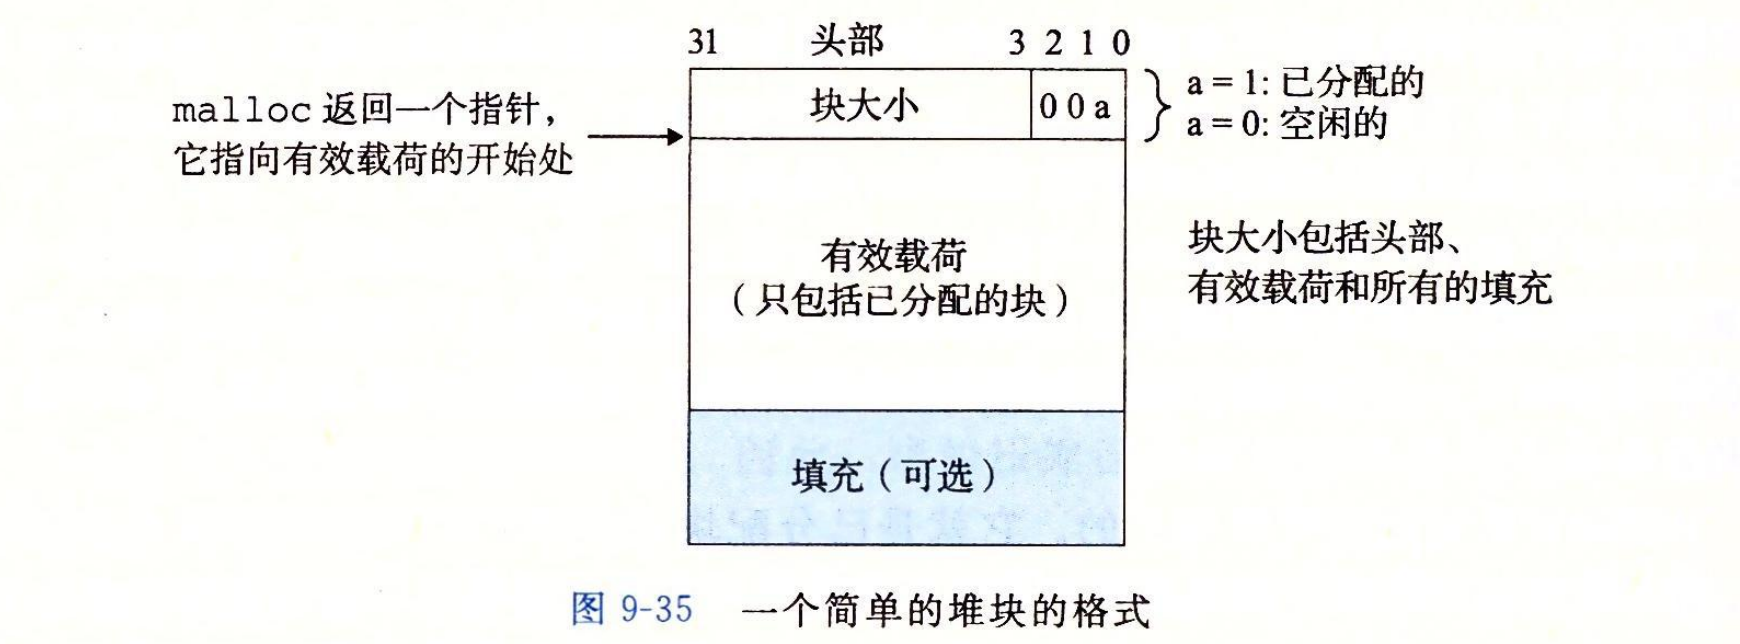 31 头部 3 2 1 0
块大小 0 0 a
a = 1: 已分配的
a = 0: 空闲的
malloc 返回一个指针，
它指向有效载荷的开始处
有效载荷
（只包括已分配的块）
块大小包括头部、
有效载荷和所有的填充
填充（可选）
图 9-35 一个简单的堆块的格式